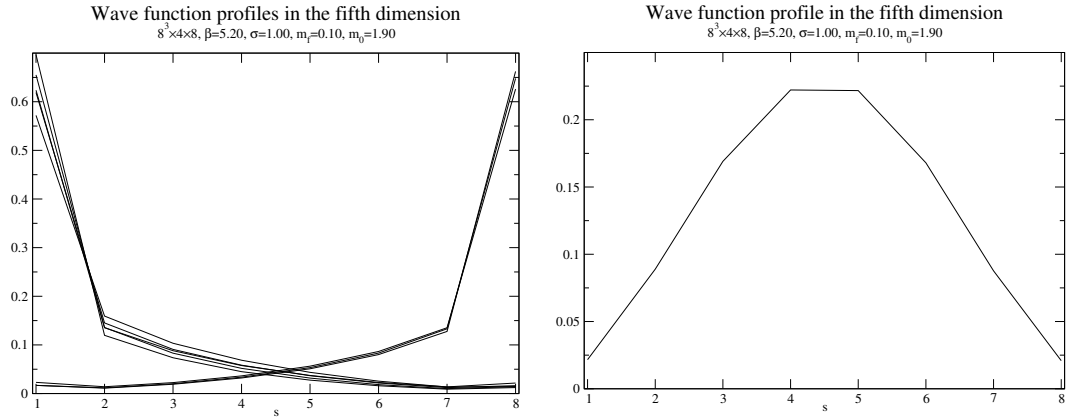 Wave function profiles in the fifth dimension
8³×4×8, β=5.20, σ=1.00, m_f=0.10, m_0=1.90
0.6
0.5
0.4
0.3
0.2
0.1
0
1 2 3 4 5 6 7 8
s
Wave function profile in the fifth dimension
8³×4×8, β=5.20, σ=1.00, m_f=0.10, m_0=1.90
0.2
0.15
0.1
0.05
0
1 2 3 4 5 6 7 8
s